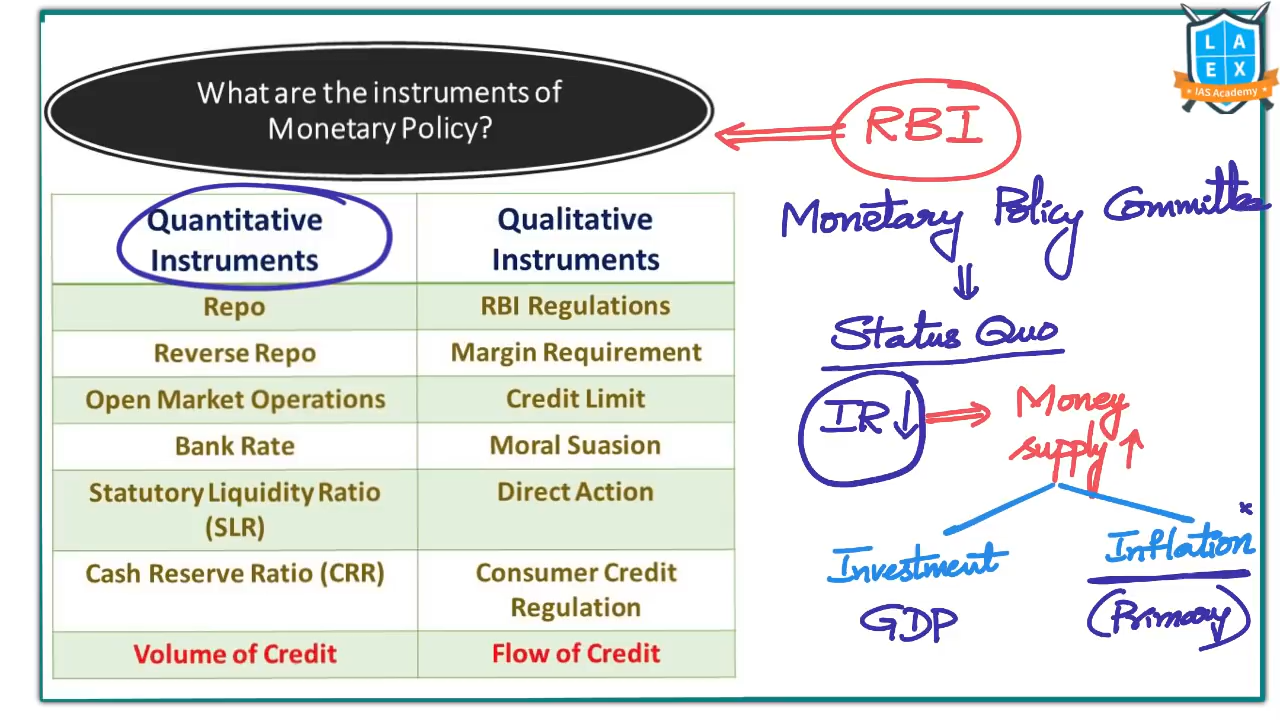 What are the instruments of
Monetary Policy?
Quantitative
Instruments
Qualitative
Instruments
Repo
RBI Regulations
Reverse Repo
Margin Requirement
Open Market Operations
Credit Limit
Bank Rate
Moral Suasion
Statutory Liquidity Ratio
(SLR)
Direct Action
Cash Reserve Ratio (CRR)
Consumer Credit
Regulation
Volume of Credit
Flow of Credit
RBI
Monetary Policy Committee
Status Quo
IR ↓ ⇒ Money
supply ↑
Investment
GDP
Inflation
(Primary)
L A
E X
IAS Academy